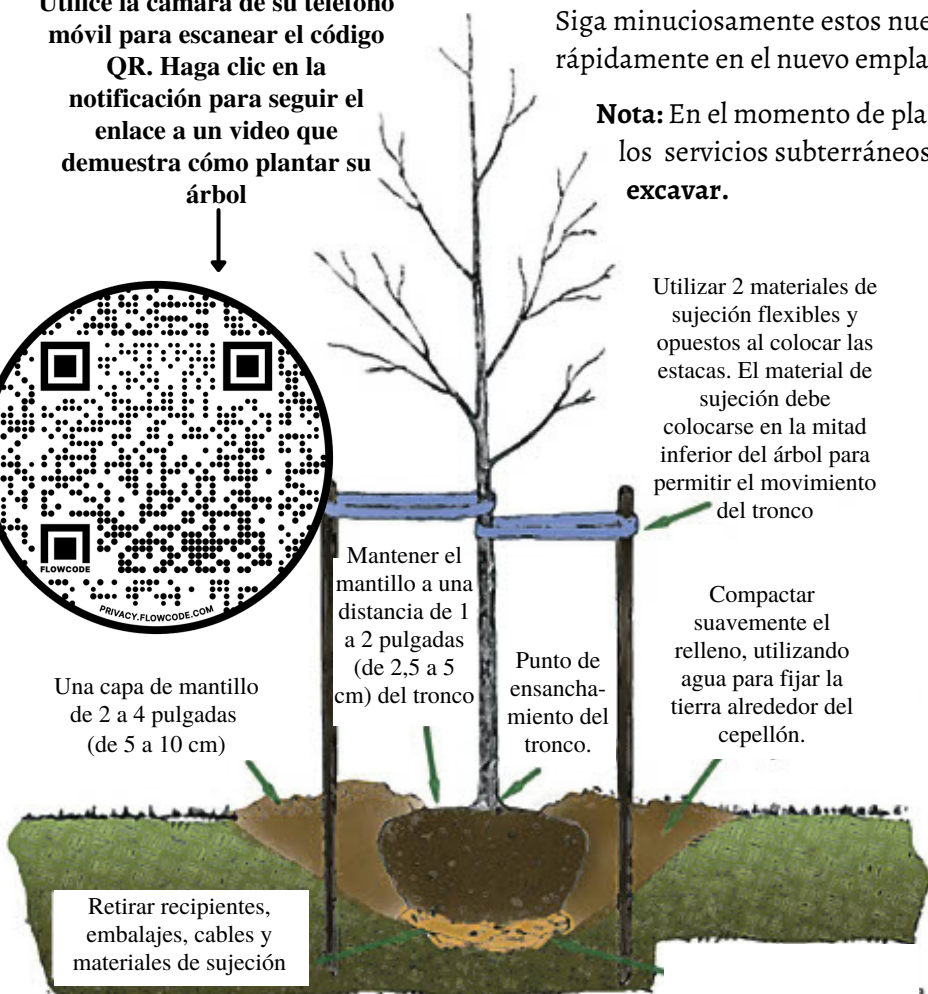 Utilice la cámara de su teléfono
móvil para escanear el código
QR. Haga clic en la
notificación para seguir el
enlace a un video que
demuestra cómo plantar su
árbol
Siga minuciosamente estos
rápidamente en el nuevo
Nota: En el momento de
los servicios subterráneos
excavar.
FLOWCODE
PRIVACY.FLOWCODE.COM
Utilizar 2 materiales de
sujeción flexibles y
opuestos al colocar las
estacas. El material de
sujeción debe
colocarse en la mitad
inferior del árbol para
permitir el movimiento
del tronco
Mantener el
mantillo a una
distancia de 1
a 2 pulgadas
(de 2,5 a 5
cm) del tronco
Punto de
ensancha-
miento del
tronco.
Compactar
suavemente el
relleno, utilizando
agua para fijar la
tierra alrededor del
cepellón.
Una capa de mantillo
de 2 a 4 pulgadas
(de 5 a 10 cm)
Retirar recipientes,
embalajes, cables y
materiales de sujeción